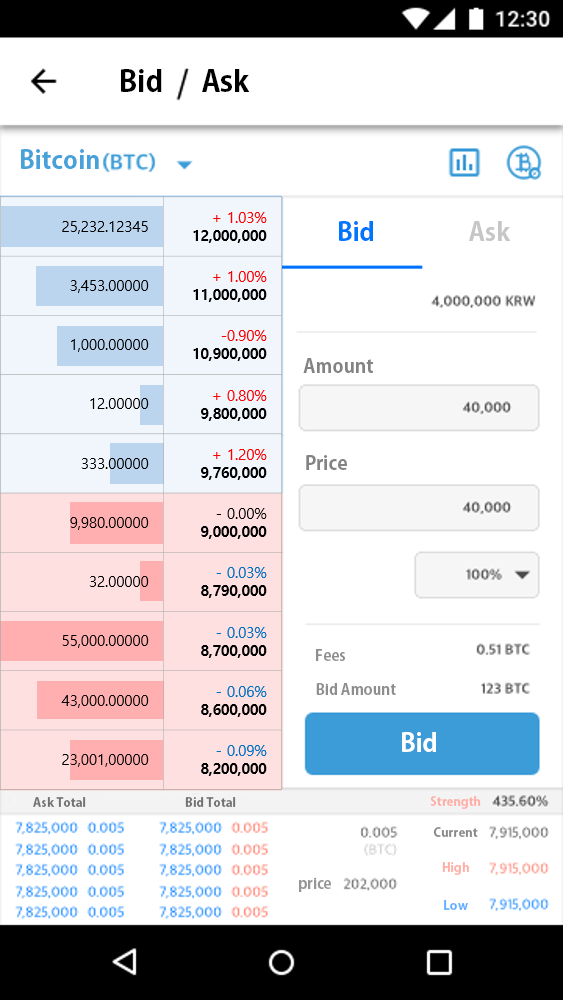 12:30
Bid / Ask
Bitcoin(BTC)
25,232.12345
+ 1.03%
12,000,000
3,453.00000
+ 1.00%
11,000,000
1,000.00000
-0.90%
10,900,000
12.00000
+ 0.80%
9,800,000
333.00000
+ 1.20%
9,760,000
9,980.00000
- 0.00%
9,000,000
32.00000
- 0.03%
8,790,000
55,000.00000
- 0.03%
8,700,000
43,000.00000
- 0.06%
8,600,000
23,001,00000
- 0.09%
8,200,000
Bid Ask
4,000,000 KRW
Amount
40,000
Price
40,000
100%
Fees 0.51 BTC
Bid Amount 123 BTC
Bid
Ask Total Bid Total
7,825,000 0.005 7,825,000 0.005
7,825,000 0.005 7,825,000 0.005
7,825,000 0.005 7,825,000 0.005
7,825,000 0.005 7,825,000 0.005
7,825,000 0.005 7,825,000 0.005
0.005
(BTC)
price 202,000
Strength 435.60%
Current 7,915,000
High 7,915,000
Low 7,915,000